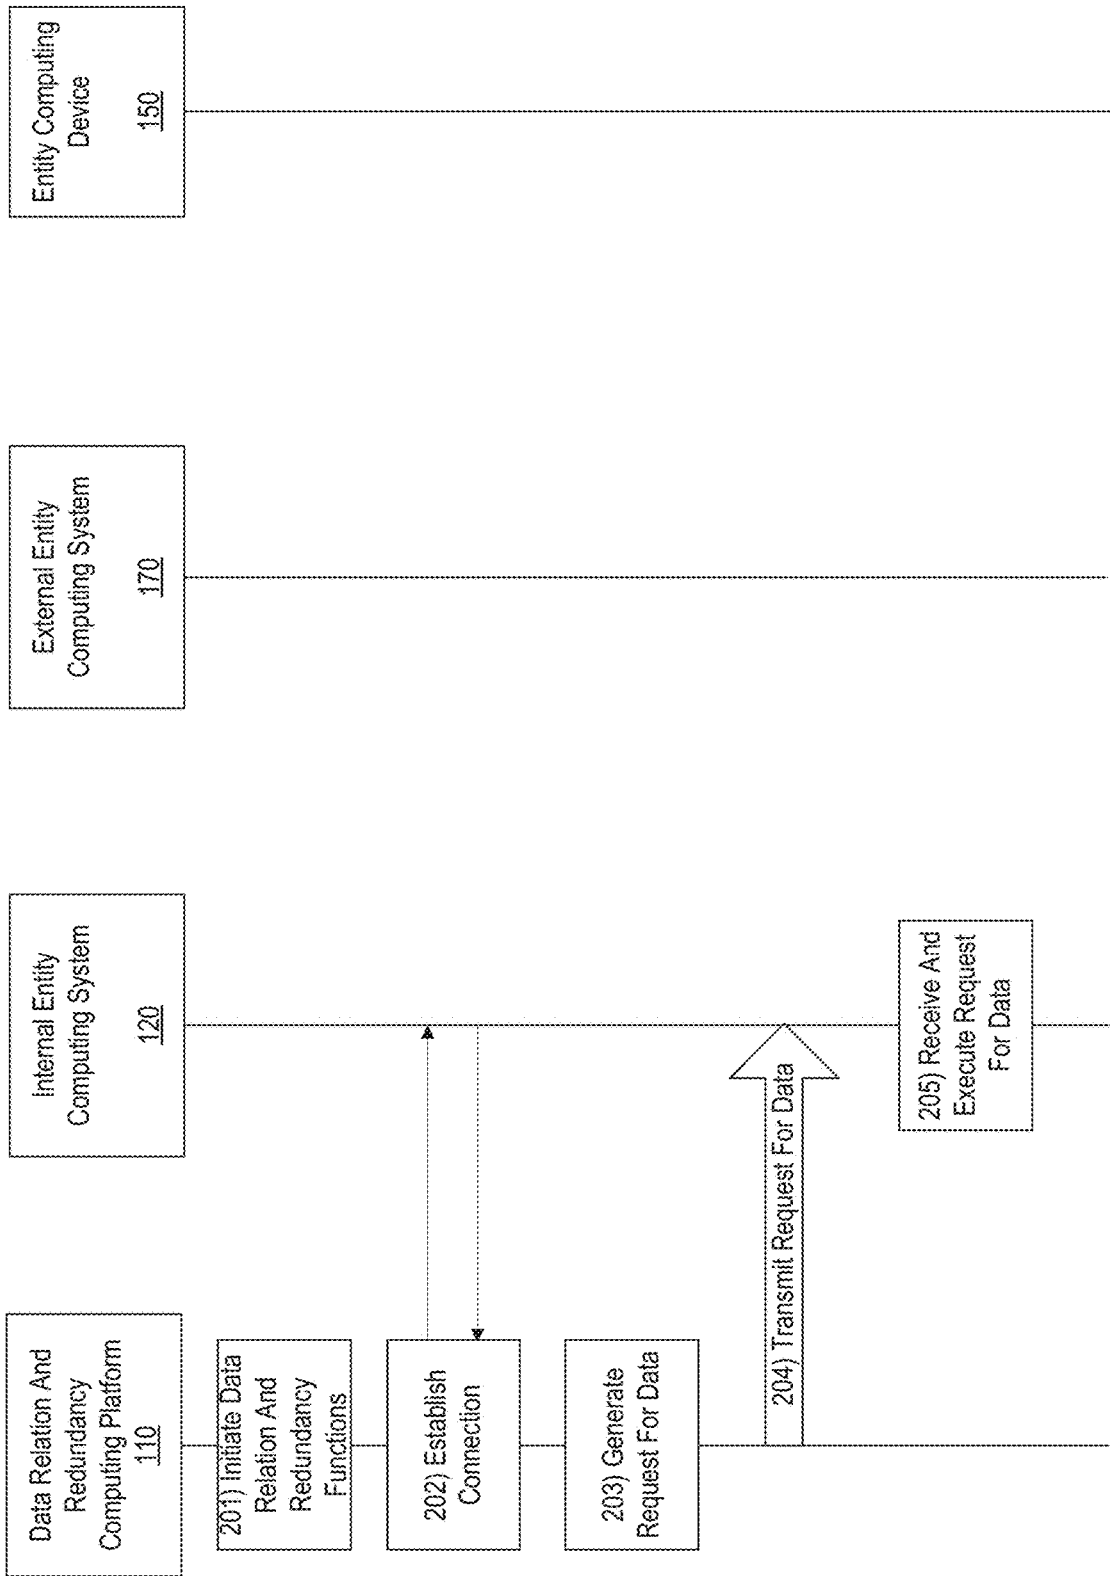 Data Relation And
Redundancy
Computing Platform
110
Internal Entity
Computing System
120
External Entity
Computing System
170
Entity Computing
Device
150
201) Initiate Data
Relation And
Redundancy
Functions
202) Establish
Connection
203) Generate
Request For Data
204) Transmit Request For Data
205) Receive And
Execute Request
For Data